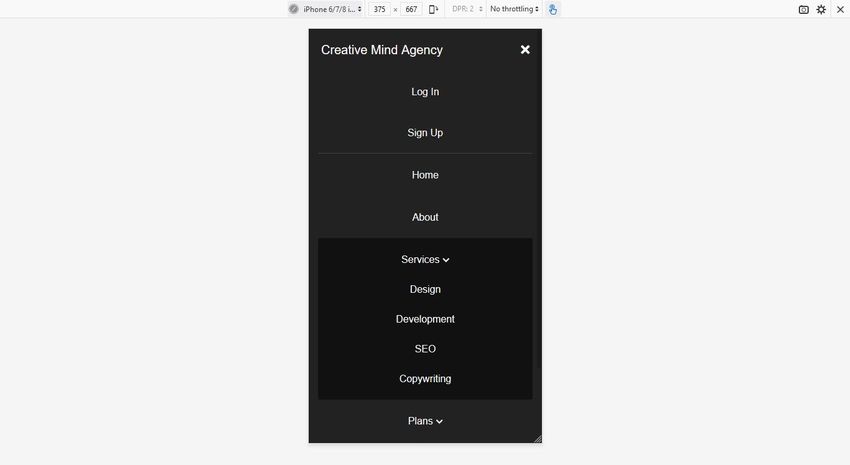 iPhone 6/7/8 i...
375 × 667
DPR: 2
No throttling
Creative Mind Agency
Log In
Sign Up
Home
About
Services
Design
Development
SEO
Copywriting
Plans